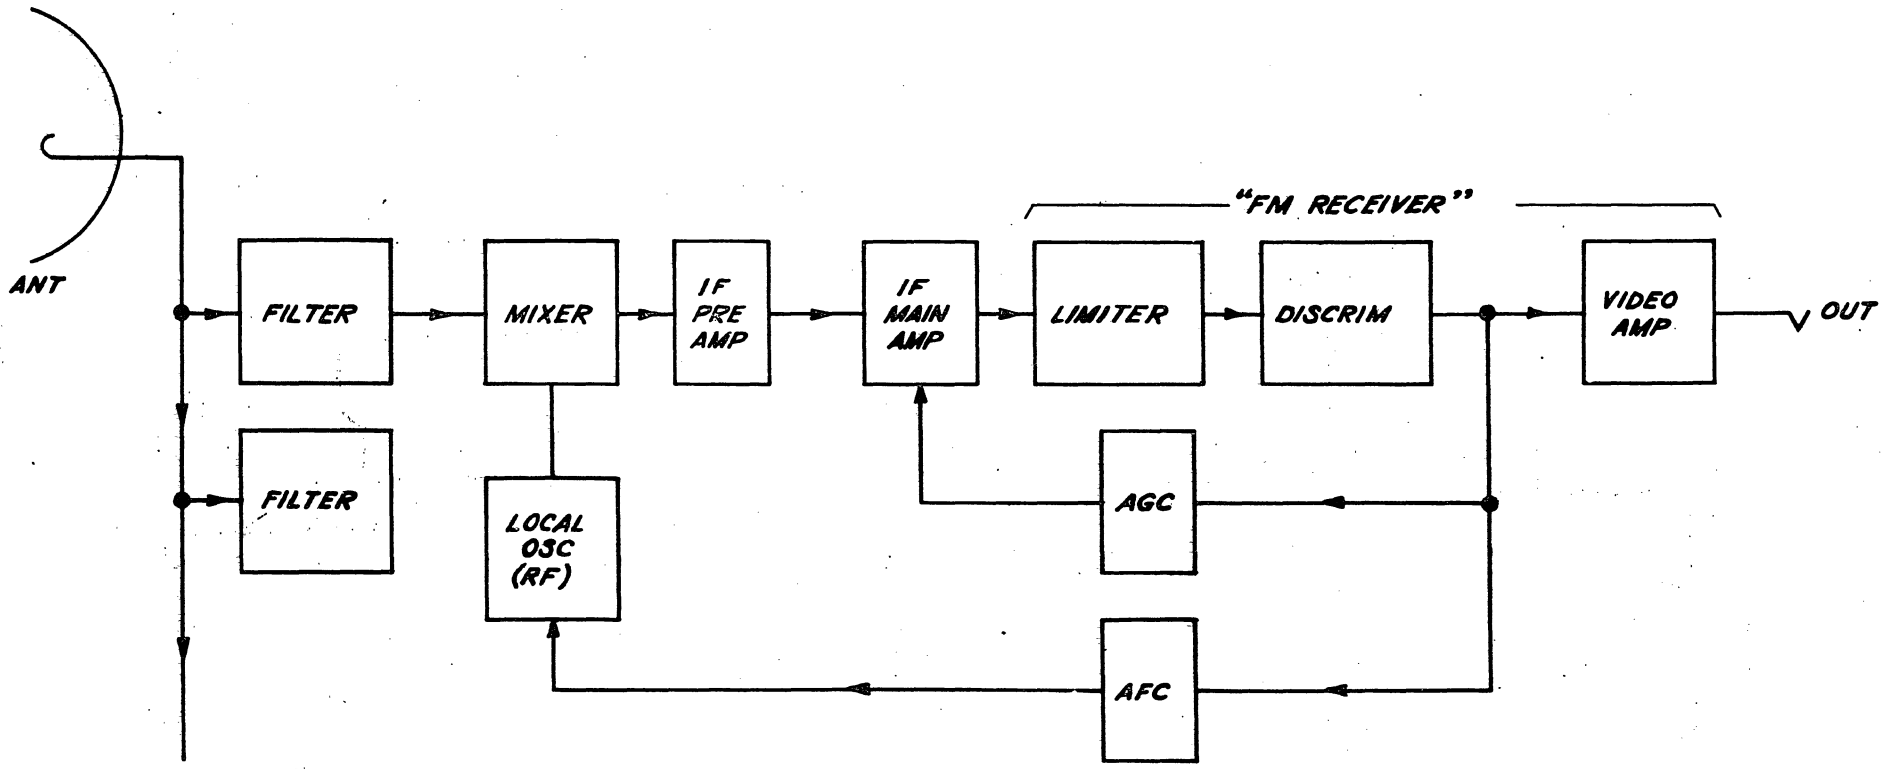 "FM RECEIVER"
ANT
FILTER
MIXER
IF
PRE
AMP
IF
MAIN
AMP
LIMITER
DISCRIM
VIDEO
AMP
OUT
FILTER
LOCAL
OSC
(RF)
AGC
AFC